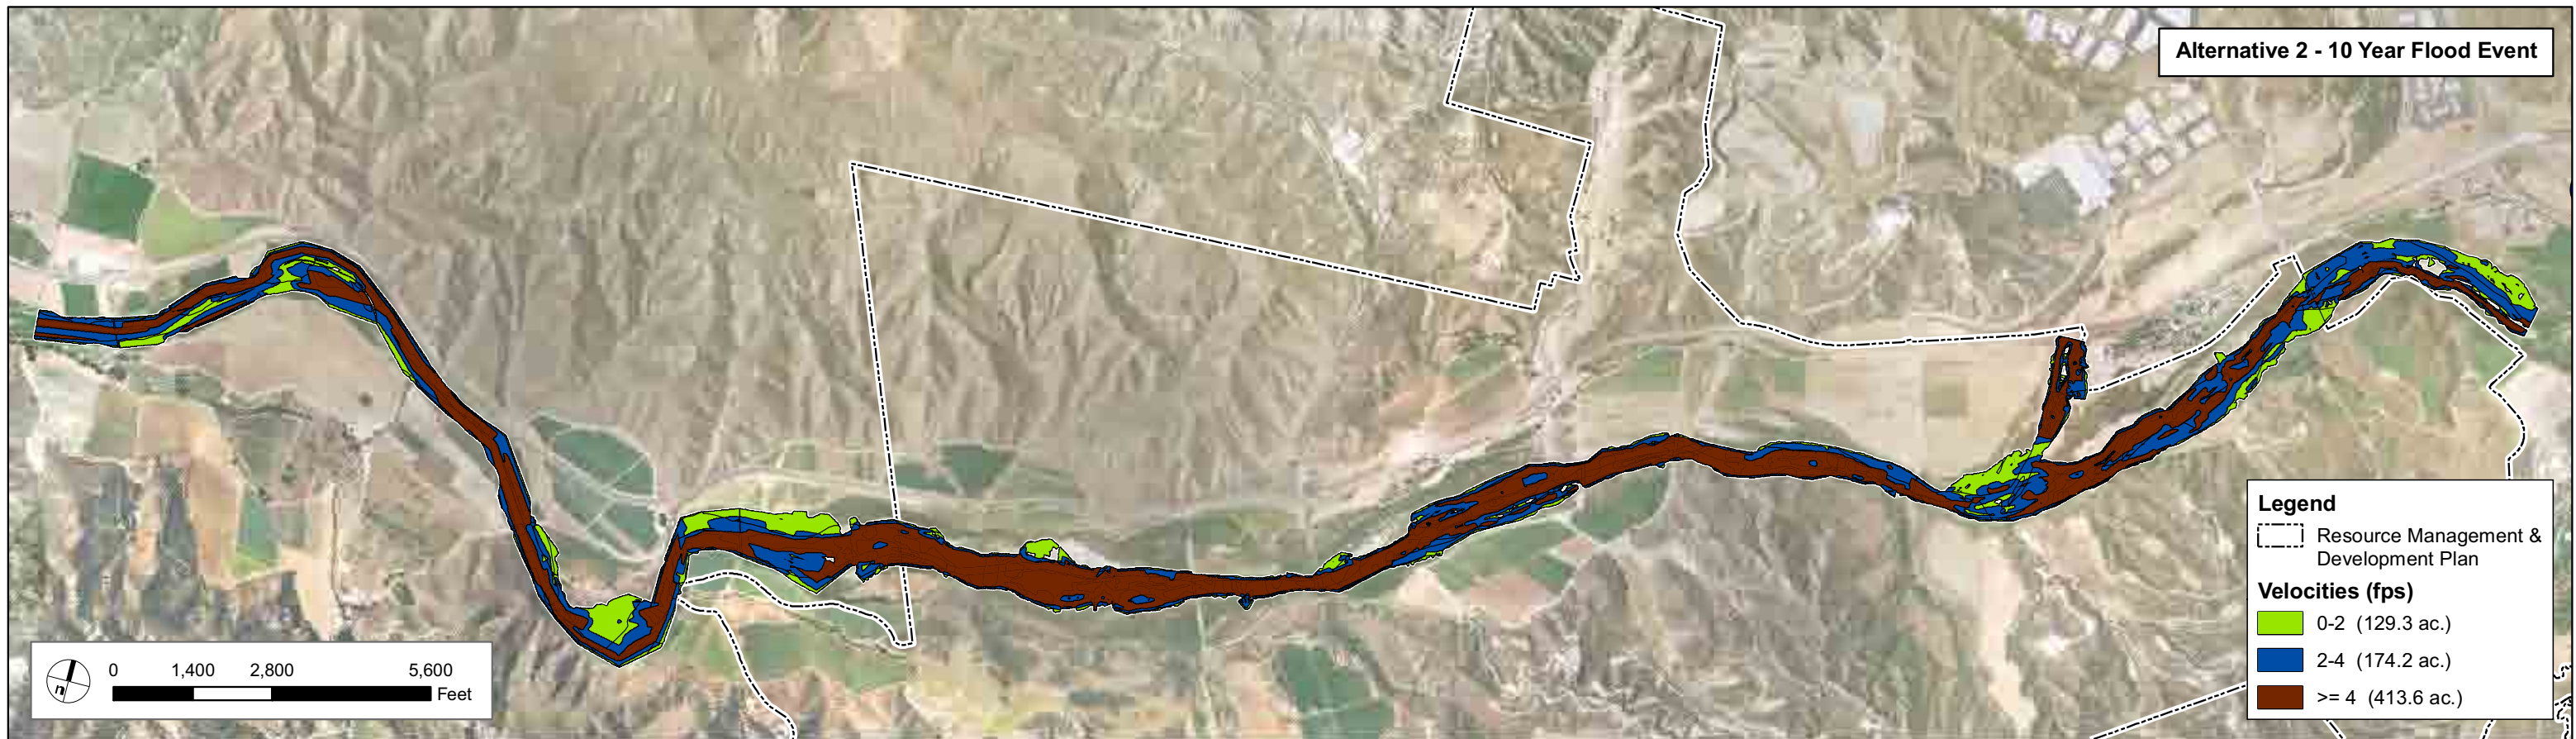 Alternative 2 - 10 Year Flood Event
Legend
Resource Management &
Development Plan
Velocities (fps)
0-2 (129.3 ac.)
2-4 (174.2 ac.)
>= 4 (413.6 ac.)
n
0 1,400 2,800 5,600
Feet